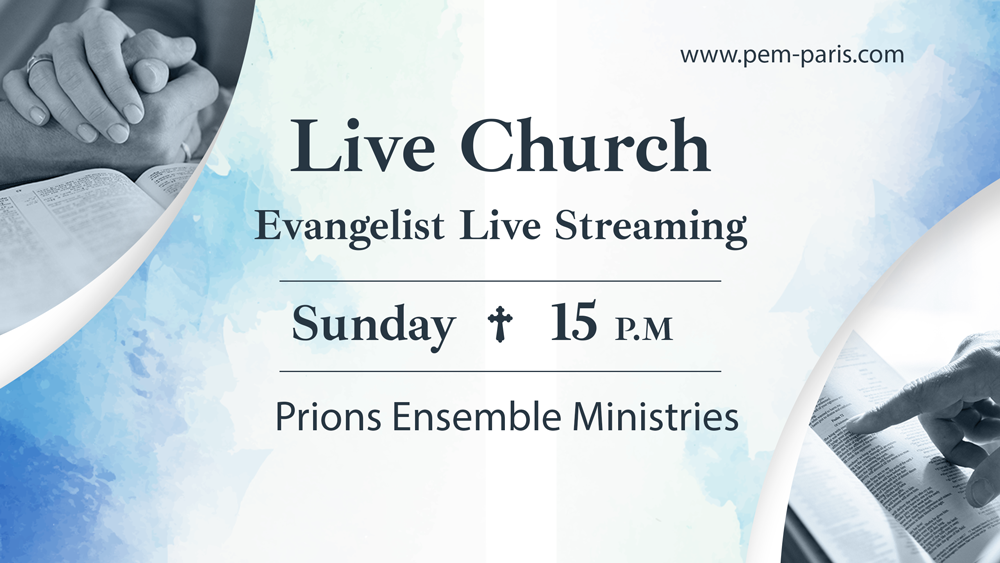 www.pem-paris.com
Live Church
Evangelist Live Streaming
Sunday 15 P.M
Prions Ensemble Ministries